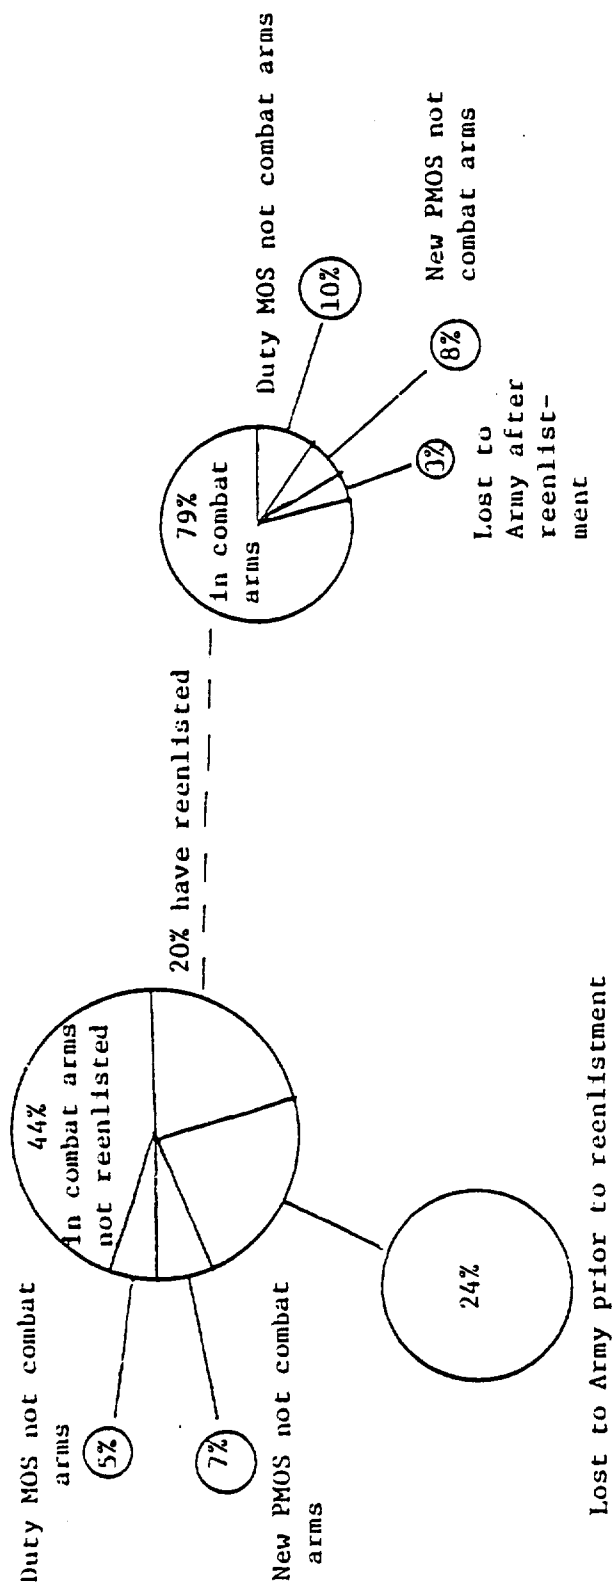 Duty MOS not combat
arms
5%
44%
in combat arms
not reenlisted
7%
New PMOS not combat
arms
24%
Lost to Army prior to reenlistment
20% have reenlisted
79%
in combat
arms
Duty MOS not combat arms
10%
8%
New PMOS not
combat arms
3%
Lost to
Army after
reenlist-
ment